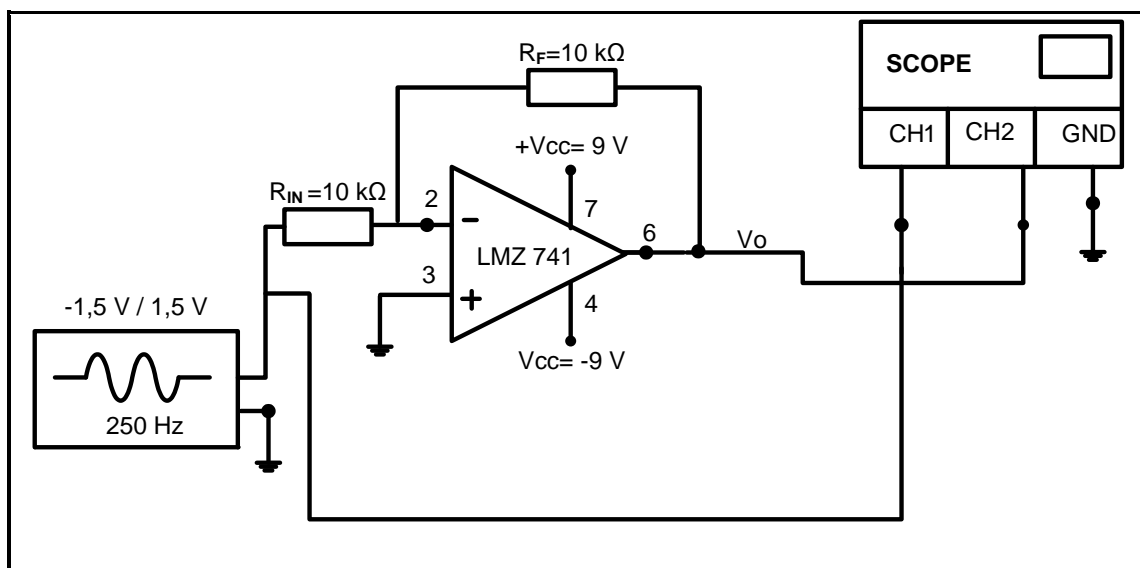 RF=10 kΩ
SCOPE
CH1 CH2 GND
+Vcc= 9 V
RIN =10 kΩ
2
-
7
LMZ 741
6
Vo
3
+
4
-1,5 V / 1,5 V
Vcc= -9 V
250 Hz